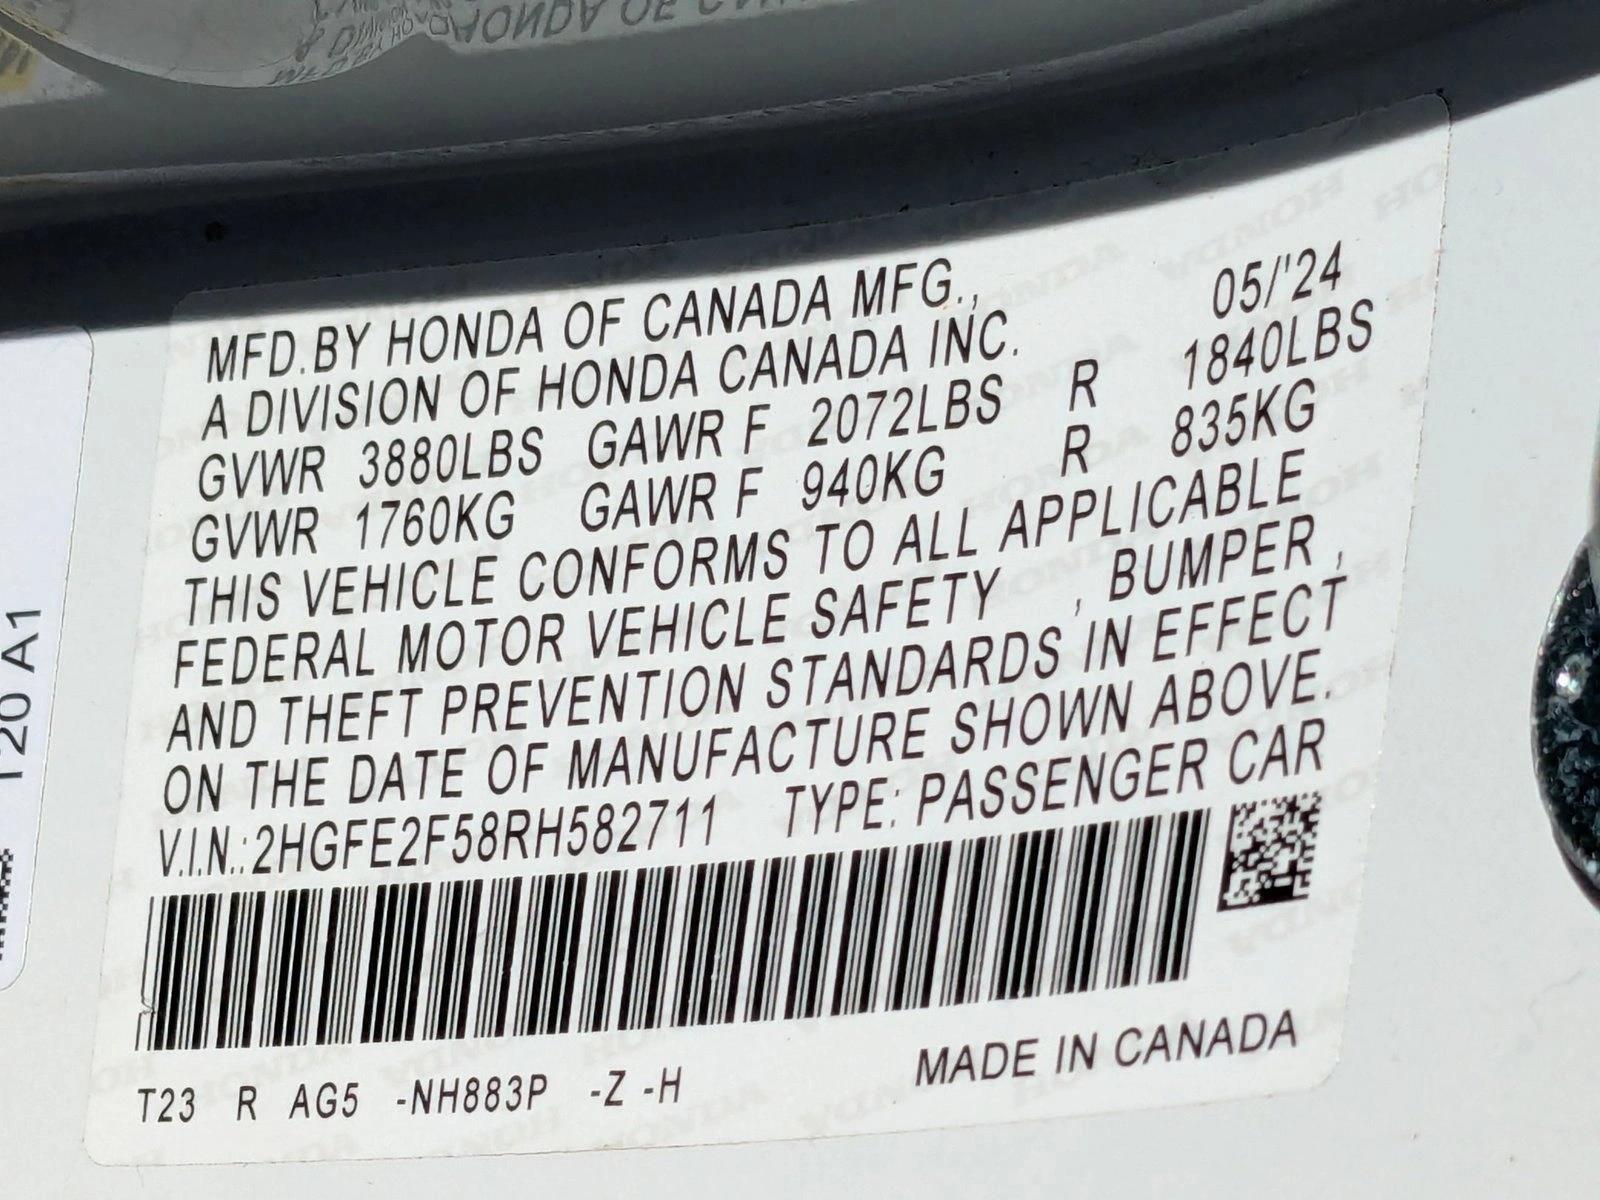 MFD.BY HONDA OF CANADA MFG.,
A DIVISION OF HONDA CANADA INC. 05/'24
GVWR 3880LBS GAWR F 2072LBS R 1840LBS
GVWR 1760KG GAWR F 940KG R 835KG
THIS VEHICLE CONFORMS TO ALL APPLICABLE
FEDERAL MOTOR VEHICLE SAFETY , BUMPER ,
AND THEFT PREVENTION STANDARDS IN EFFECT
ON THE DATE OF MANUFACTURE SHOWN ABOVE.
V.I.N.:2HGFE2F58RH582711 TYPE: PASSENGER CAR
T23 R AG5 -NH883P -Z -H MADE IN CANADA
T20 A1